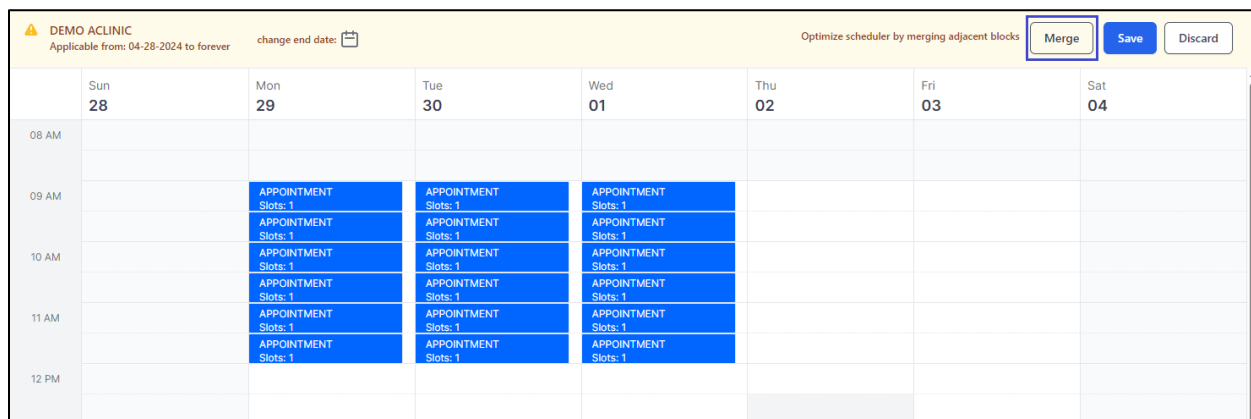 DEMO ACLINIC
Applicable from: 04-28-2024 to forever
change end date:
Optimize scheduler by merging adjacent blocks
Merge
Save
Discard
Sun Mon Tue Wed Thu Fri Sat
28 29 30 01 02 03 04
08 AM
09 AM
APPOINTMENT APPOINTMENT APPOINTMENT
Slots: 1 Slots: 1 Slots: 1
APPOINTMENT APPOINTMENT APPOINTMENT
Slots: 1 Slots: 1 Slots: 1
10 AM
APPOINTMENT APPOINTMENT APPOINTMENT
Slots: 1 Slots: 1 Slots: 1
APPOINTMENT APPOINTMENT APPOINTMENT
Slots: 1 Slots: 1 Slots: 1
11 AM
APPOINTMENT APPOINTMENT APPOINTMENT
Slots: 1 Slots: 1 Slots: 1
APPOINTMENT APPOINTMENT APPOINTMENT
Slots: 1 Slots: 1 Slots: 1
12 PM